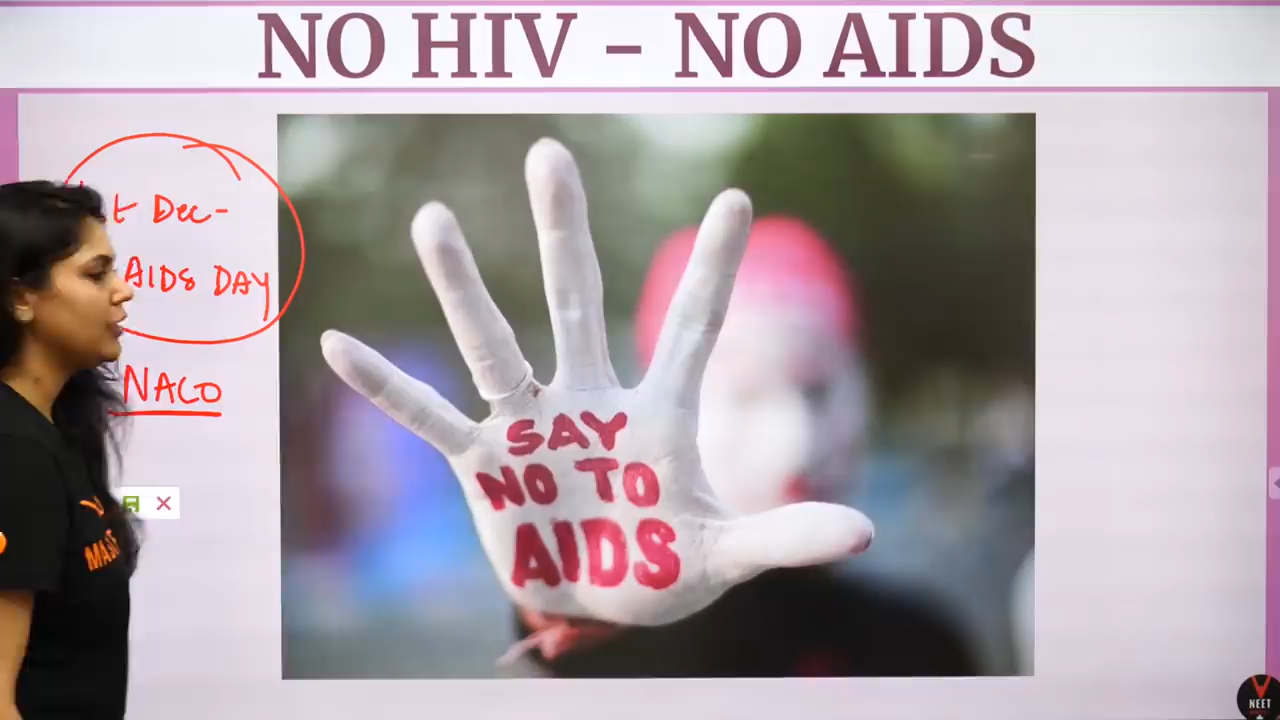 NO HIV – NO AIDS
Dec-
AIDS DAY
NACO
SAY
NO TO
AIDS
NEET